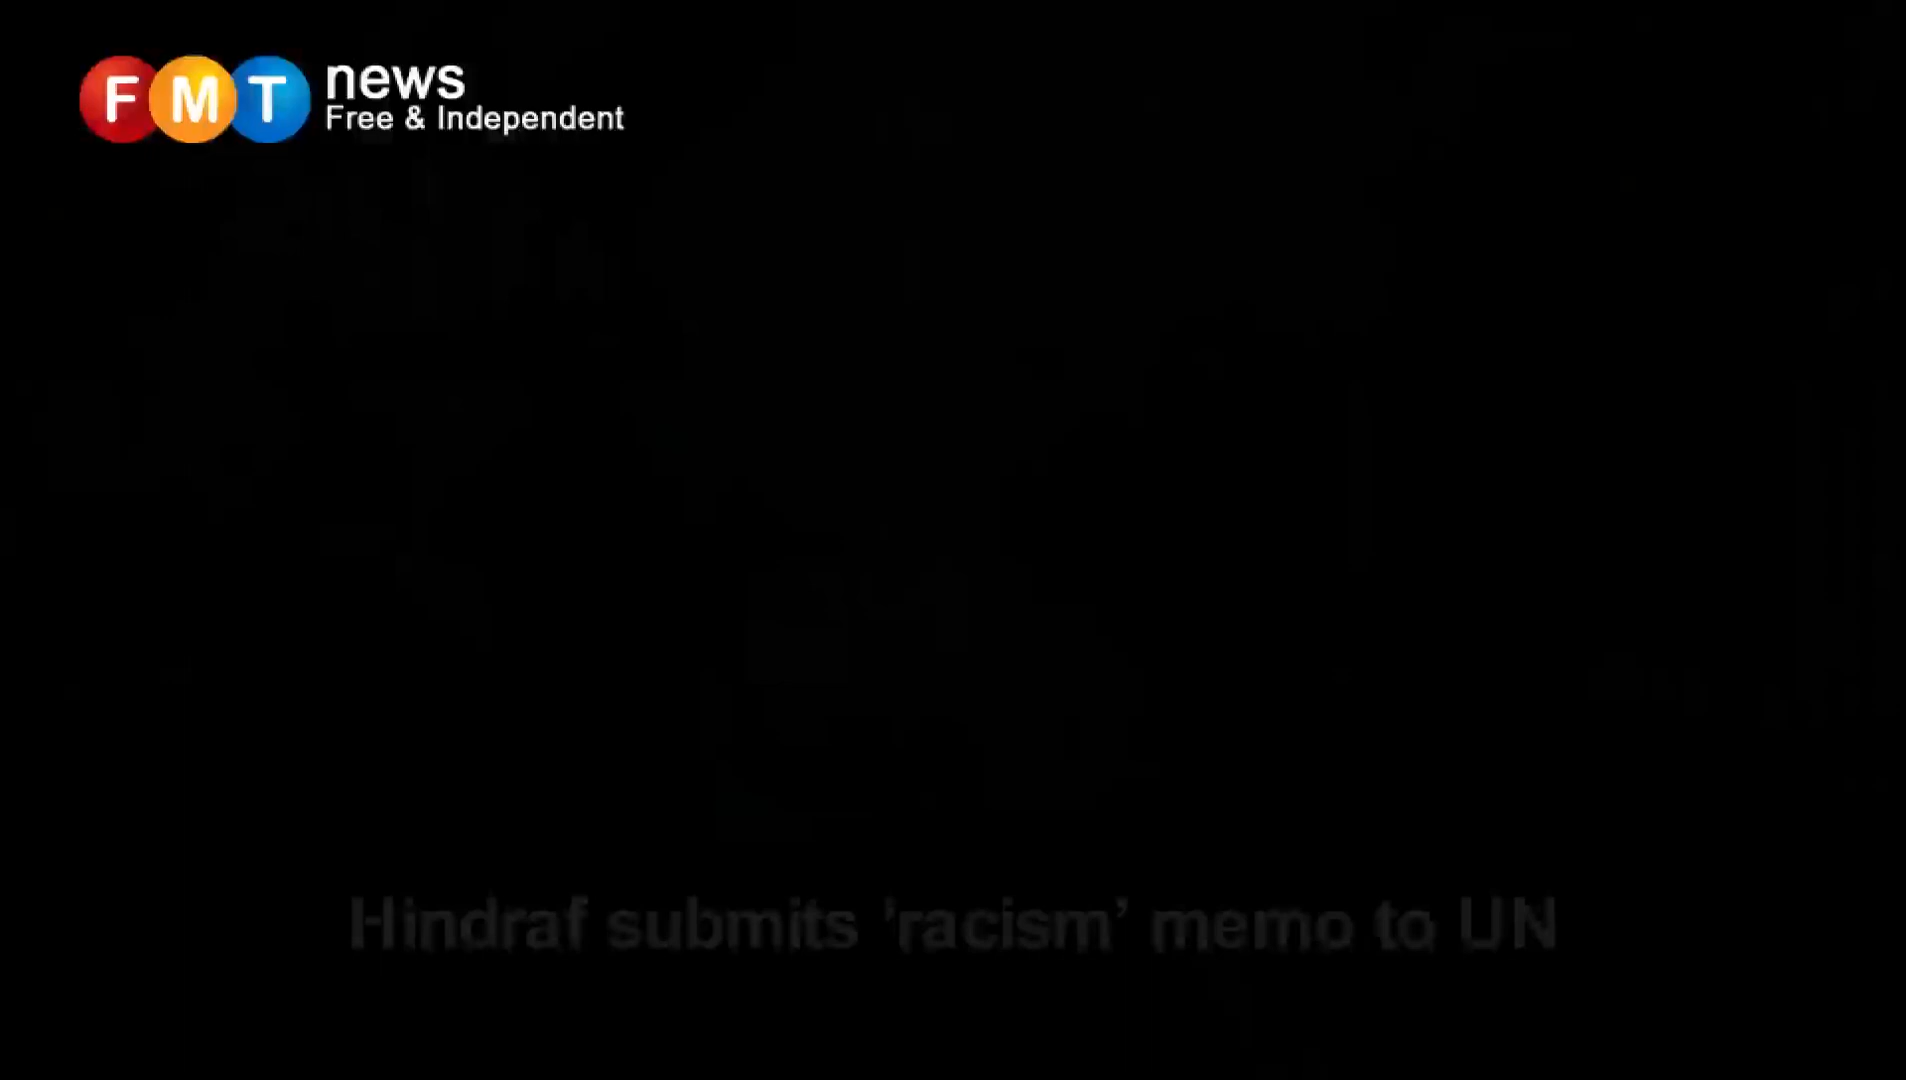 FMT news
Free & Independent
Hindraf submits ‘racism’ memo to UN